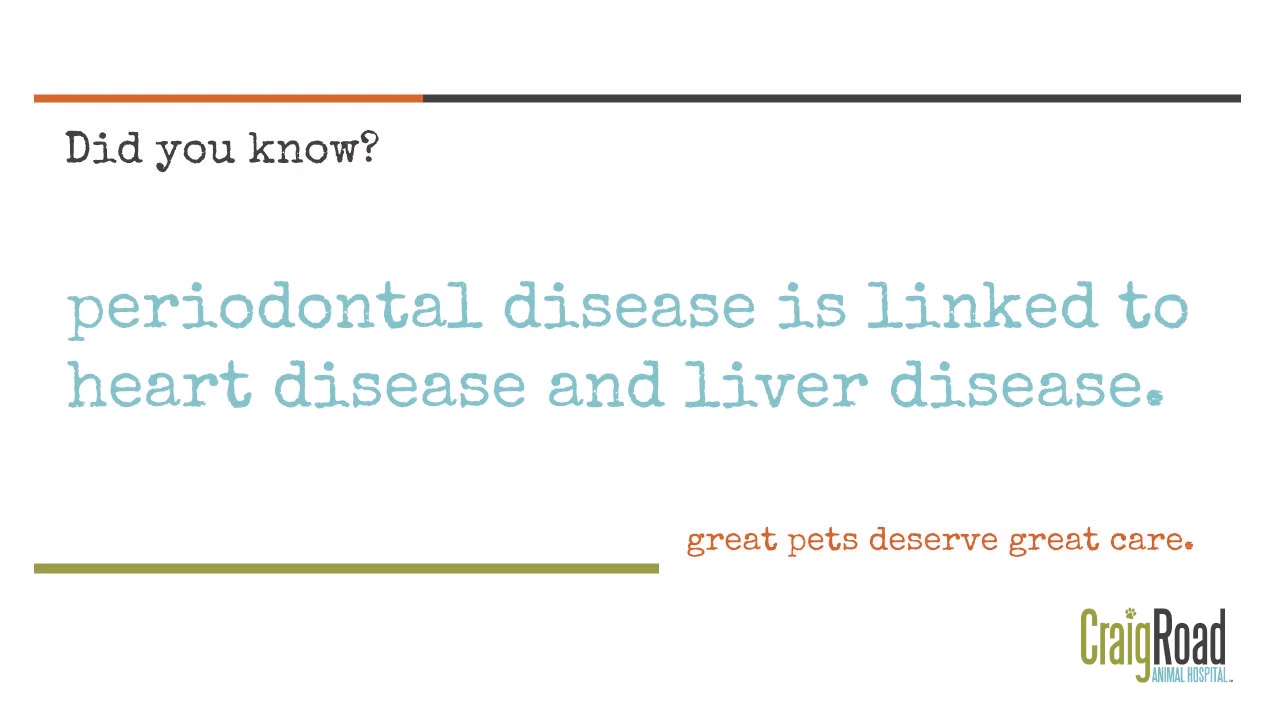 Did you know?
periodontal disease is linked to
heart disease and liver disease.
great pets deserve great care.
CraigRoad
ANIMAL HOSPITAL™